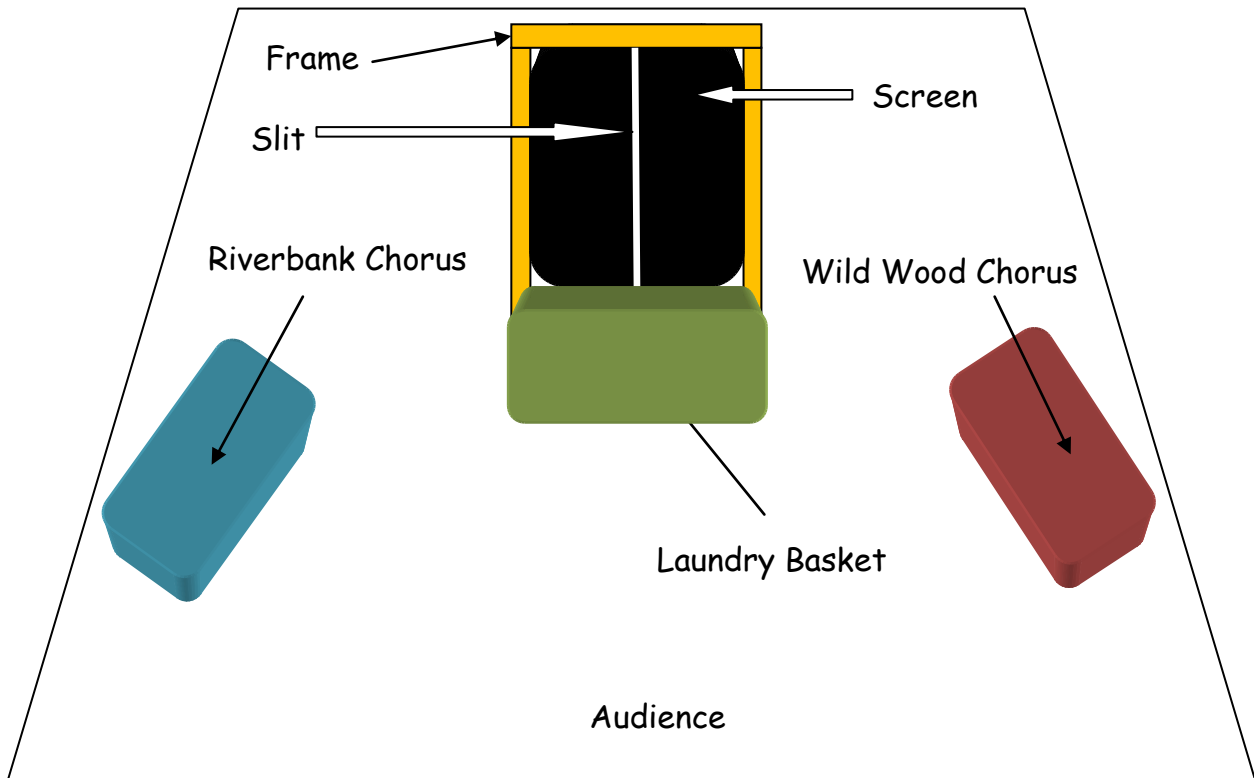 Frame
Screen
Slit
Riverbank Chorus
Wild Wood Chorus
Laundry Basket
Audience